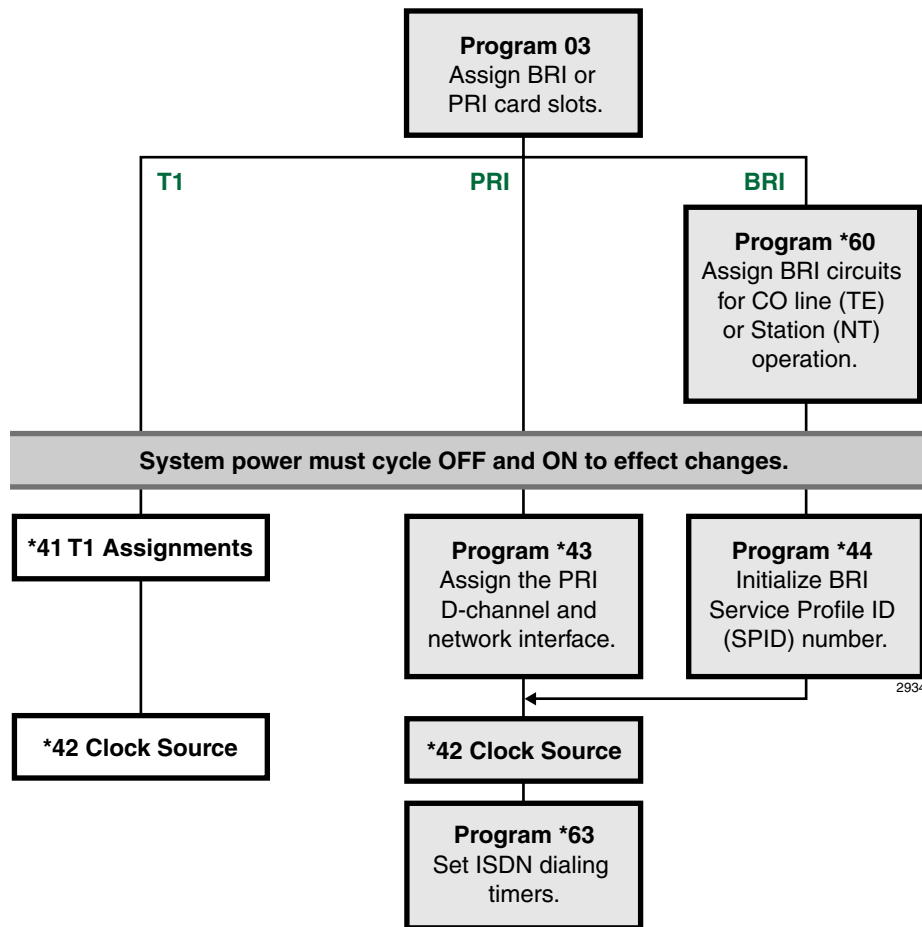 Program 03
Assign BRI or
PRI card slots.
T1
PRI
BRI
Program *60
Assign BRI circuits
for CO line (TE)
or Station (NT)
operation.
System power must cycle OFF and ON to effect changes.
*41 T1 Assignments
Program *43
Assign the PRI
D-channel and
network interface.
Program *44
Initialize BRI
Service Profile ID
(SPID) number.
2934
*42 Clock Source
*42 Clock Source
Program *63
Set ISDN dialing
timers.